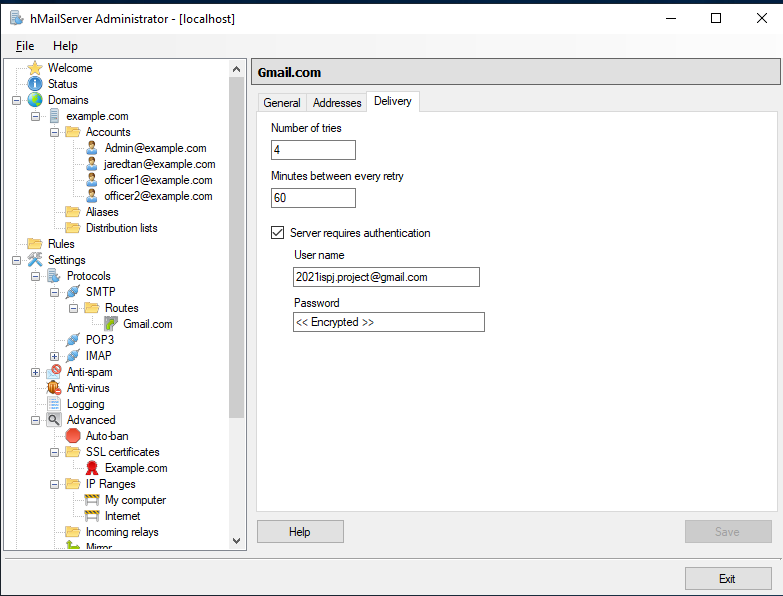 hMailServer Administrator - [localhost]
File Help
Welcome
Status
Domains
example.com
Accounts
Admin@example.com
jaredtan@example.com
officer1@example.com
officer2@example.com
Aliases
Distribution lists
Rules
Settings
Protocols
SMTP
Routes
Gmail.com
POP3
IMAP
Anti-spam
Anti-virus
Logging
Advanced
Auto-ban
SSL certificates
Example.com
IP Ranges
My computer
Internet
Incoming relays
Mirror
Gmail.com
General Addresses Delivery
Number of tries
4
Minutes between every retry
60
Server requires authentication
User name
2021ispj.project@gmail.com
Password
<< Encrypted >>
Help Save
Exit